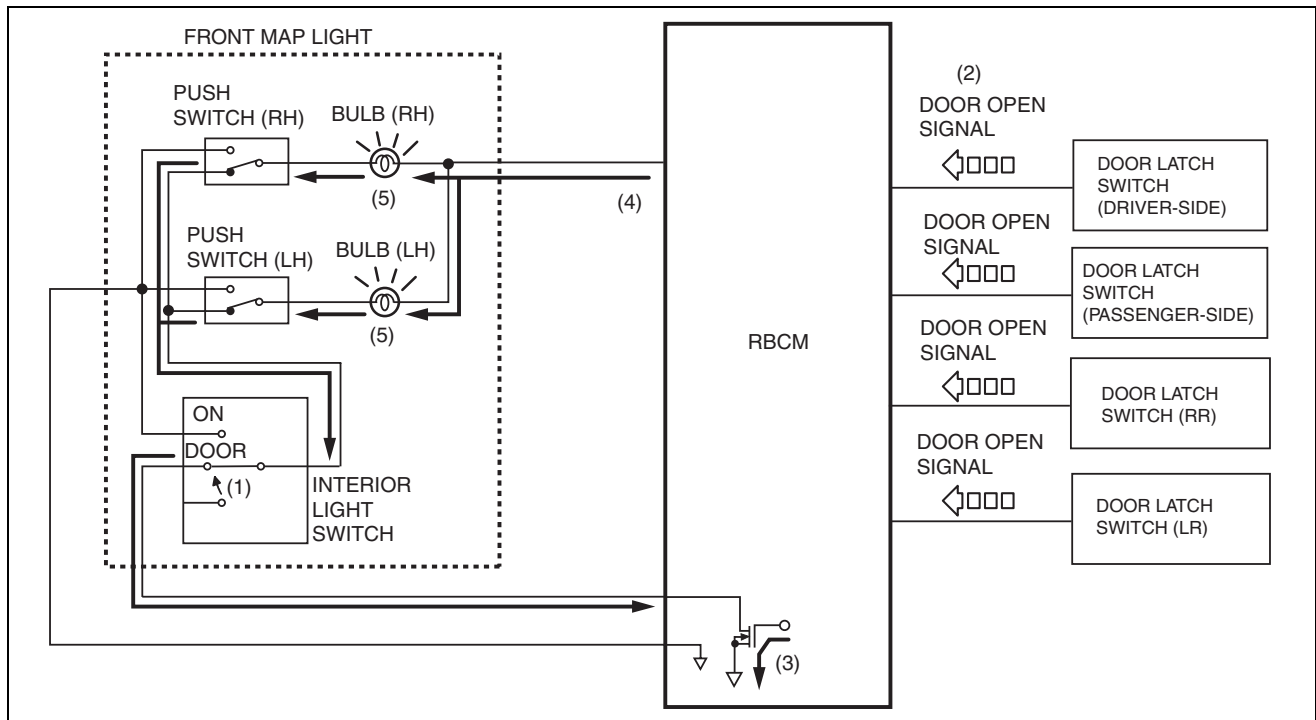 FRONT MAP LIGHT
PUSH
SWITCH (RH)
BULB (RH)
(5)
(4)
PUSH
SWITCH (LH)
BULB (LH)
(5)
ON
DOOR
(1)
INTERIOR
LIGHT
SWITCH
RBCM
(3)
(2)
DOOR OPEN
SIGNAL
DOOR LATCH
SWITCH
(DRIVER-SIDE)
DOOR OPEN
SIGNAL
DOOR LATCH
SWITCH
(PASSENGER-SIDE)
DOOR OPEN
SIGNAL
DOOR LATCH
SWITCH (RR)
DOOR OPEN
SIGNAL
DOOR LATCH
SWITCH (LR)